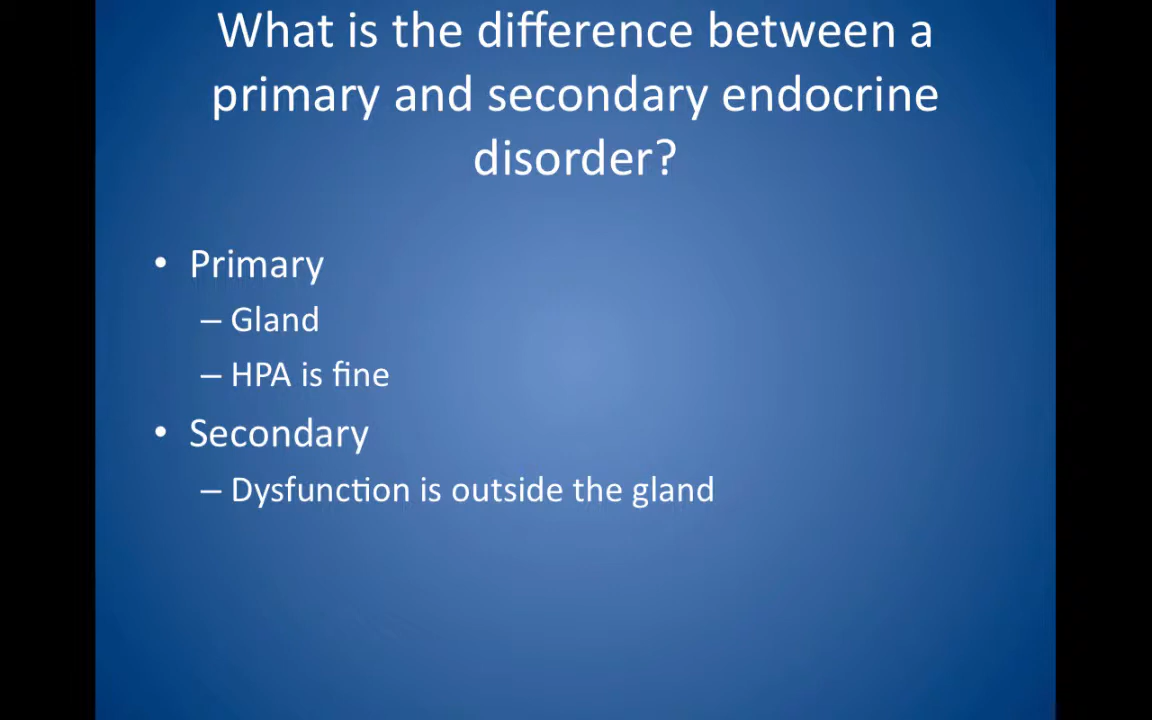 What is the difference between a
primary and secondary endocrine
disorder?
• Primary
– Gland
– HPA is fine
• Secondary
– Dysfunction is outside the gland